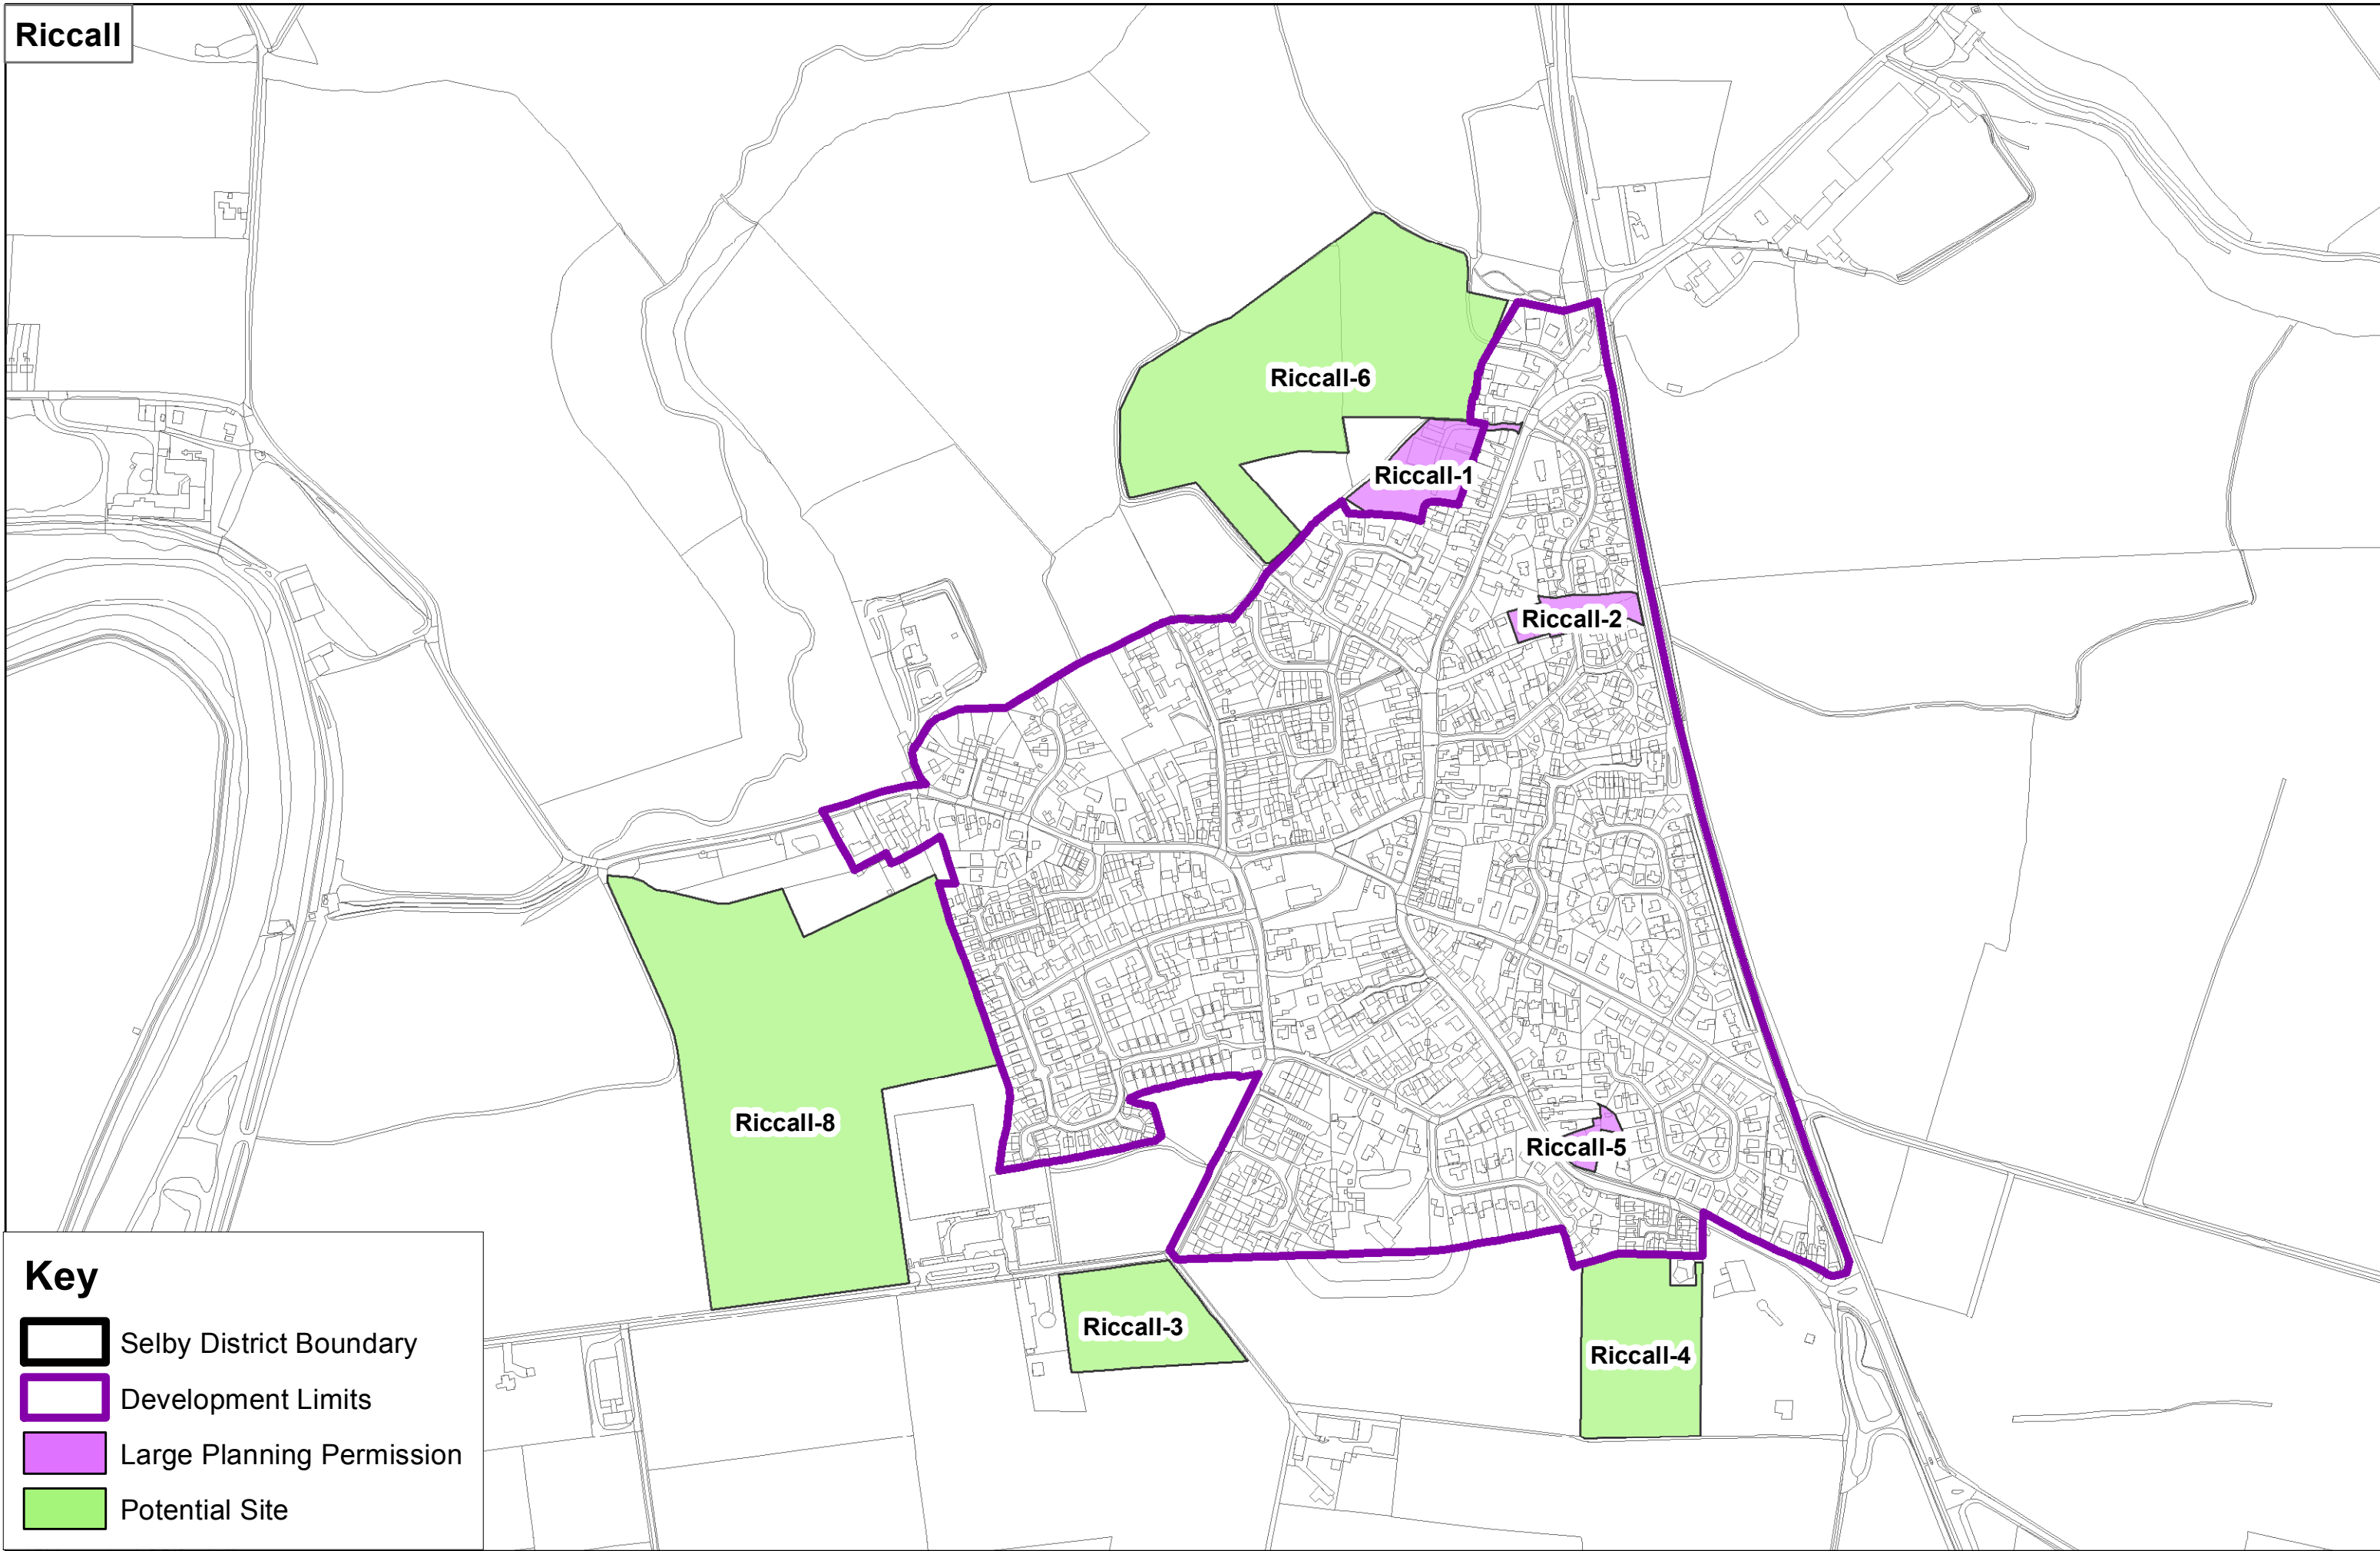 Riccall
Riccall-6
Riccall-1
Riccall-2
Riccall-8
Riccall-5
Riccall-3
Riccall-4
Key
Selby District Boundary
Development Limits
Large Planning Permission
Potential Site